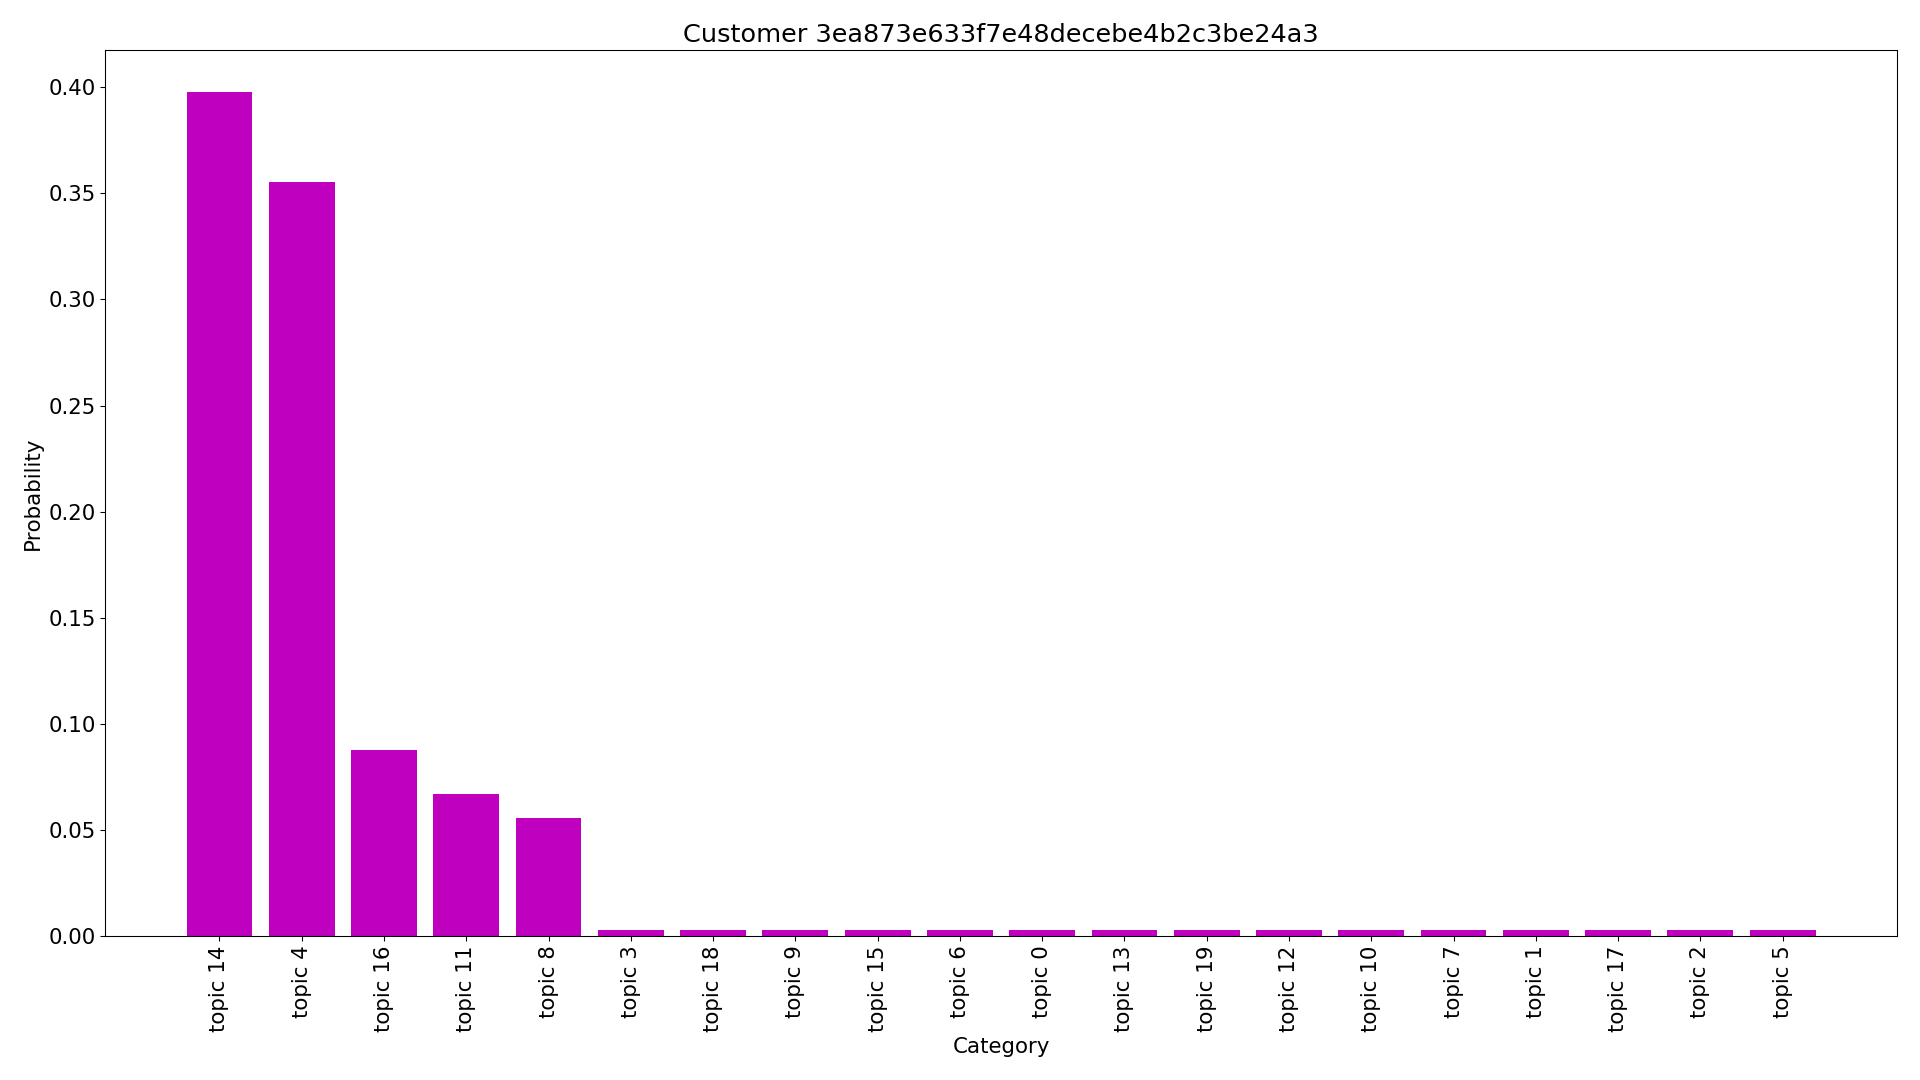 Customer 3ea873e633f7e48decebe4b2c3be24a3
Probability
0.40
0.35
0.30
0.25
0.20
0.15
0.10
0.05
0.00
topic 14
topic 4
topic 16
topic 11
topic 8
topic 3
topic 18
topic 9
topic 15
topic 6
topic 0
topic 13
topic 19
topic 12
topic 10
topic 7
topic 1
topic 17
topic 2
topic 5
Category